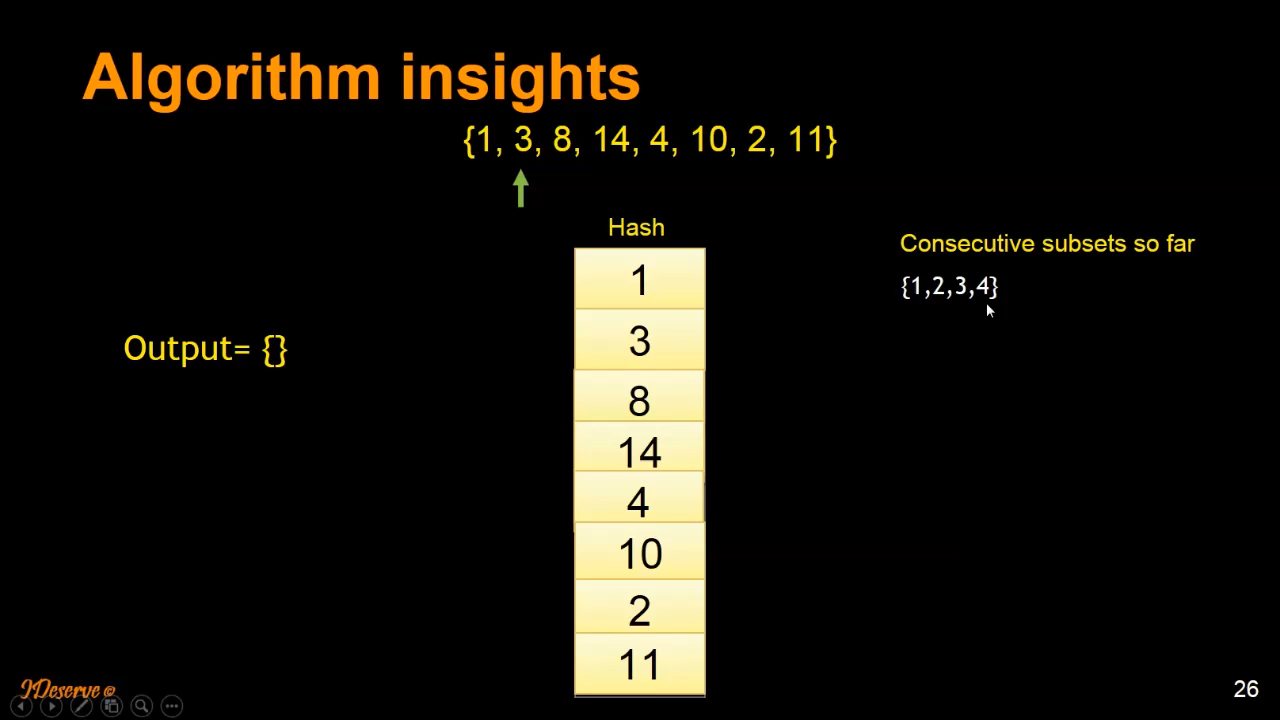 Algorithm insights
{1, 3, 8, 14, 4, 10, 2, 11}
Hash
Consecutive subsets so far
{1,2,3,4}
Output= {}
1
3
8
14
4
10
2
11
IDeserve ©
26